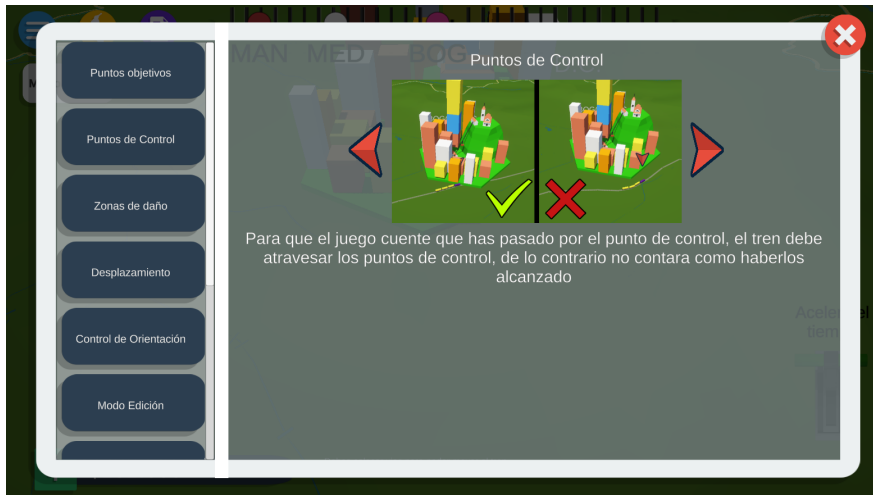 MAN MED BOG
Puntos de Control
Puntos objetivos
Puntos de Control
Zonas de daño
Desplazamiento
Control de Orientación
Modo Edición
Para que el juego cuente que has pasado por el punto de control, el tren debe
atravesar los puntos de control, de lo contrario no contara como haberlos
alcanzado